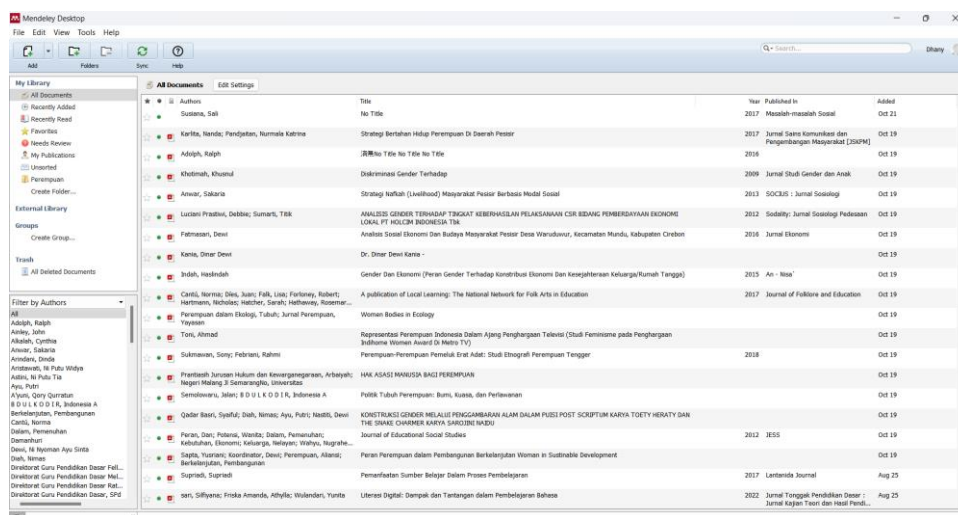 Mendeley Desktop
File Edit View Tools Help
Add Folders Sync Help
Search...
Dhany
My Library
All Documents
Recently Added
Recently Read
Favorites
Needs Review
My Publications
Unsorted
Perempuan
Create Folder...
External Library
Groups
Create Group...
Trash
All Deleted Documents
Filter by Authors
All
Adolph, Ralph
Ainley, John
Alkalah, Cynthia
Anwar, Sakaria
Arindani, Dinda
Aristawati, Ni Putu Widya
Astini, Ni Putu Tia
Ayu, Putri
A'yuni, Qory Qurratun
B D U L K O D I R, Indonesia A
Berkelanjutan, Pembangunan
Cantú, Norma
Dalam, Pemenuhan
Damanhuri
Dewi, Ni Nyoman Ayu Sinta
Diah, Nimas
Direktorat Guru Pendidikan Dasar Feli...
Direktorat Guru Pendidikan Dasar Mel...
Direktorat Guru Pendidikan Dasar Rat...
Direktorat Guru Pendidikan Dasar, SPd
All Documents Edit Settings
Authors Title Year Published In Added
Susiana, Sali No Title 2017 Masalah-masalah Sosial Oct 21
Karlita, Nanda; Pandjaitan, Nurmala Katrina Strategi Bertahan Hidup Perempuan Di Daerah Pesisir 2017 Jurnal Sains Komunikasi dan Oct 19
Pengembangan Masyarakat [JSKPM]
Adolph, Ralph No Title No Title No Title 2016 Oct 19
Khotimah, Khusnul Diskriminasi Gender Terhadap 2009 Jurnal Studi Gender dan Anak Oct 19
Anwar, Sakaria Strategi Nafkah (Livelihood) Masyarakat Pesisir Berbasis Modal Sosial 2013 SOCIUS : Jurnal Sosiologi Oct 19
Luciani Prastiwi, Debbie; Sumarti, Titik ANALISIS GENDER TERHADAP TINGKAT KEBERHASILAN PELAKSANAAN CSR BIDANG PEMBERDAYAAN EKONOMI 2012 Sodality: Jurnal Sosiologi Pedesaan Oct 19
LOKAL PT HOLCIM INDONESIA Tbk
Fatmasari, Dewi Analisis Sosial Ekonomi Dan Budaya Masyarakat Pesisir Desa Waruduwur, Kecamatan Mundu, Kabupaten Cirebon 2016 Jurnal Ekonomi Oct 19
Kania, Dinar Dewi Dr. Dinar Dewi Kania - Oct 19
Indah, Haslindah Gender Dan Ekonomi (Peran Gender Terhadap Konstribusi Ekonomi Dan Kesejahteraan Keluarga/Rumah Tangga) 2015 An - Nisa' Oct 19
Cantú, Norma; Dies, Juan; Falk, Lisa; Forloney, Robert; A publication of Local Learning: The National Network for Folk Arts in Education 2017 Journal of Folklore and Education Oct 19
Hartmann, Nicholas; Hatcher, Sarah; Hathaway, Rosemar...
Perempuan dalam Ekologi, Tubuh; Jurnal Perempuan, Women Bodies in Ecology Oct 19
Yayasan
Toni, Ahmad Representasi Perempuan Indonesia Dalam Ajang Penghargaan Televisi (Studi Feminisme pada Penghargaan Oct 19
Indihome Women Award Di Metro TV)
Sukmawan, Sony; Febriani, Rahmi Perempuan-Perempuan Pemeluk Erat Adat: Studi Etnografi Perempuan Tengger 2018 Oct 19
Prantiasih Jurusan Hukum dan Kewarganegaraan, Arbaiyah; HAK ASASI MANUSIA BAGI PEREMPUAN Oct 19
Negeri Malang Jl SemarangNo, Universitas
Semolowaru, Jalan; B D U L K O D I R, Indonesia A Politik Tubuh Perempuan: Bumi, Kuasa, dan Perlawanan Oct 19
Qadar Basri, Syaiful; Diah, Nimas; Ayu, Putri; Nastiti, Dewi KONSTRUKSI GENDER MELALUI PENGGAMBARAN ALAM DALAM PUISI POST SCRIPTUM KARYA TOETY HERATY DAN Oct 19
THE SNAKE CHARMER KARYA SAROJINI NAIDU
Peran, Dan; Potensi, Wanita; Dalam, Pemenuhan; Journal of Educational Social Studies 2012 JESS Oct 19
Kebutuhan, Ekonomi; Keluarga, Nelayan; Wahyu, Nugrahe...
Sapta, Yusriani; Koordinator, Dewi; Perempuan, Aliansi; Peran Perempuan dalam Pembangunan Berkelanjutan Woman in Sustinable Development Oct 19
Berkelanjutan, Pembangunan
Supriadi, Supriadi Pemanfaatan Sumber Belajar Dalam Proses Pembelajaran 2017 Lantanida Journal Aug 25
sari, Silfiyana; Friska Amanda, Athylla; Wulandari, Yunita Literasi Digital: Dampak dan Tantangan dalam Pembelajaran Bahasa 2022 Jurnal Tonggak Pendidikan Dasar : Aug 25
Jurnal Kajian Teori dan Hasil Pendi...